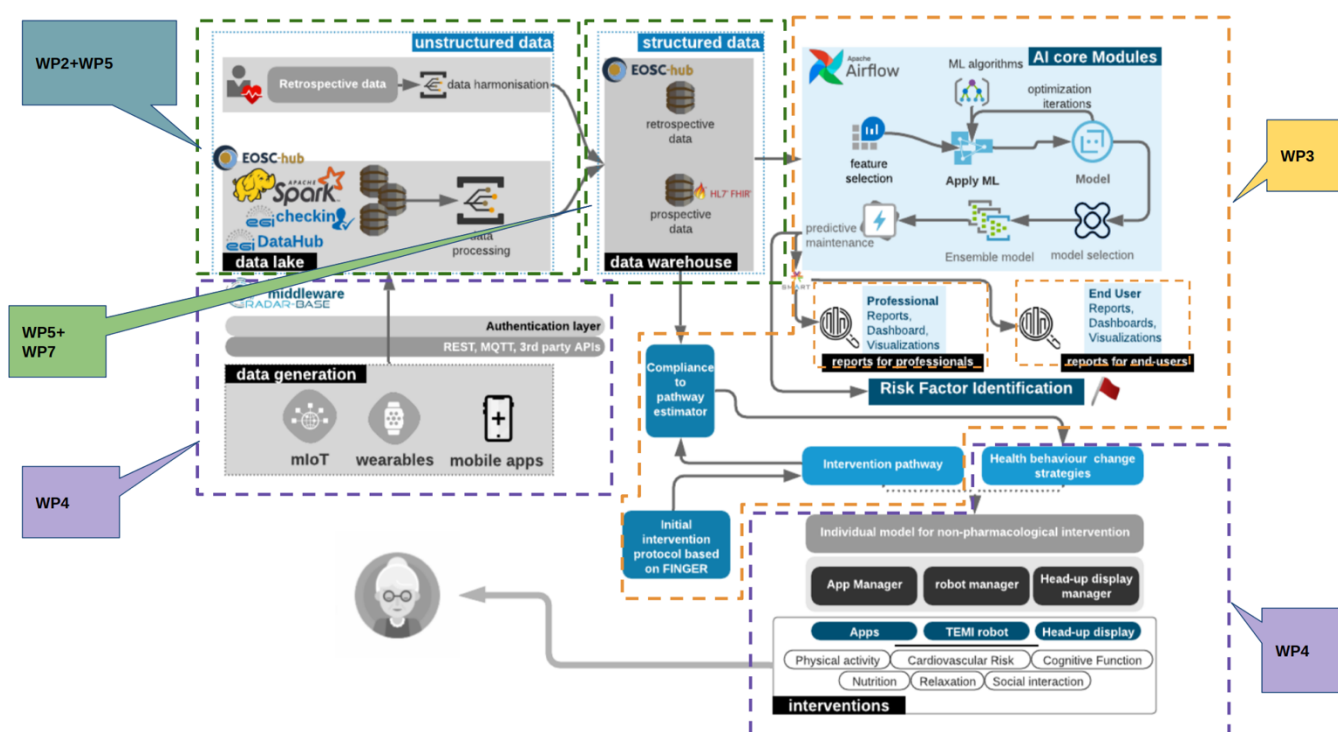 WP2+WP5
unstructured data
Retrospective data
data harmonisation
EOSC-hub
APACHE
Spark
egi checkin
egi DataHub
data processing
data lake
structured data
EOSC-hub
retrospective
data
HL7 FHIR
prospective
data
data warehouse
Apache
Airflow
AI core Modules
ML algorithms
optimization
iterations
feature
selection
Apply ML
Model
predictive
maintenance
Ensemble model
model selection
WP3
SMART
Professional
Reports,
Dashboard,
Visualizations
reports for professionals
End User
Reports,
Dashboards,
Visualizations
reports for end-users
Risk Factor Identification
WP5+
WP7
middleware
RADAR-BASE
Authentication layer
REST, MQTT, 3rd party APIs
data generation
mIoT
wearables
mobile apps
WP4
Compliance
to
pathway
estimator
Intervention pathway
Health behaviour change
strategies
Initial
intervention
protocol based
on FINGER
Individual model for non-pharmacological intervention
App Manager
robot manager
Head-up display
manager
Apps
TEMI robot
Head-up display
Physical activity
Cardiovascular Risk
Cognitive Function
Nutrition
Relaxation
Social interaction
interventions
WP4